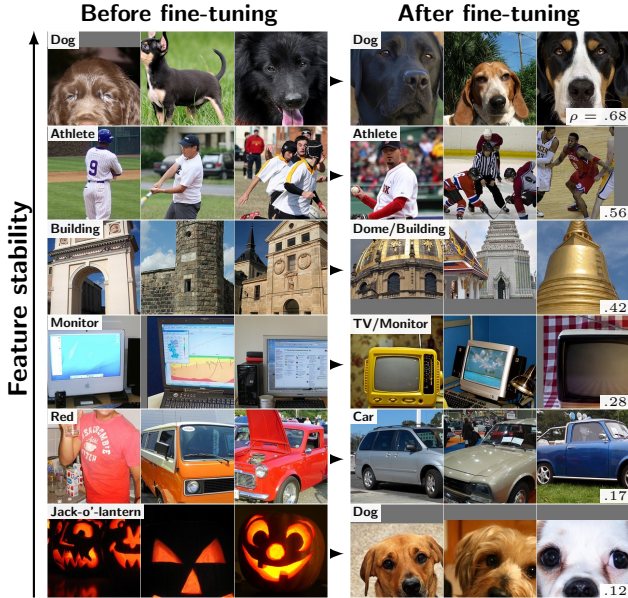 Before fine-tuning
After fine-tuning
Feature stability
Dog
Dog
ρ = .68
Athlete
9
Athlete
.56
Building
Dome/Building
.42
Monitor
TV/Monitor
.28
Red
Car
.17
Jack-o'-lantern
Dog
.12